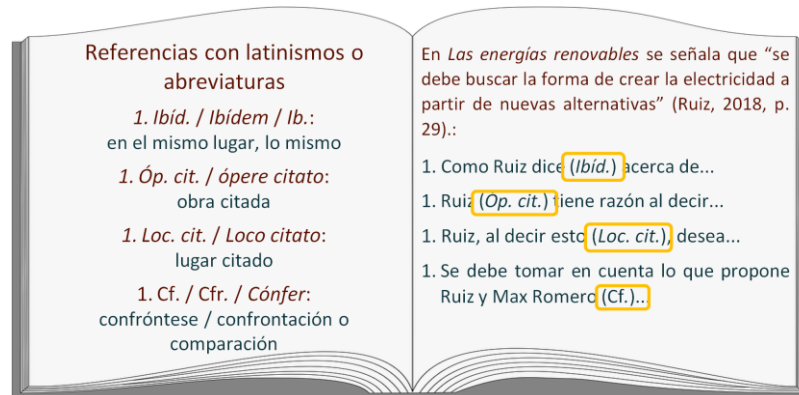 Referencias con latinismos o
abreviaturas
1. Ibíd. / Ibídem / Ib.:
en el mismo lugar, lo mismo
1. Óp. cit. / ópere citato:
obra citada
1. Loc. cit. / Loco citato:
lugar citado
1. Cf. / Cfr. / Cónfer:
confróntese / confrontación o
comparación
En Las energías renovables se señala que “se
debe buscar la forma de crear la electricidad a
partir de nuevas alternativas” (Ruiz, 2018, p.
29).:
1. Como Ruiz dice (Ibíd.) acerca de...
1. Ruiz (Óp. cit.) tiene razón al decir...
1. Ruiz, al decir esto (Loc. cit.), desea...
1. Se debe tomar en cuenta lo que propone
Ruiz y Max Romero (Cf.)...